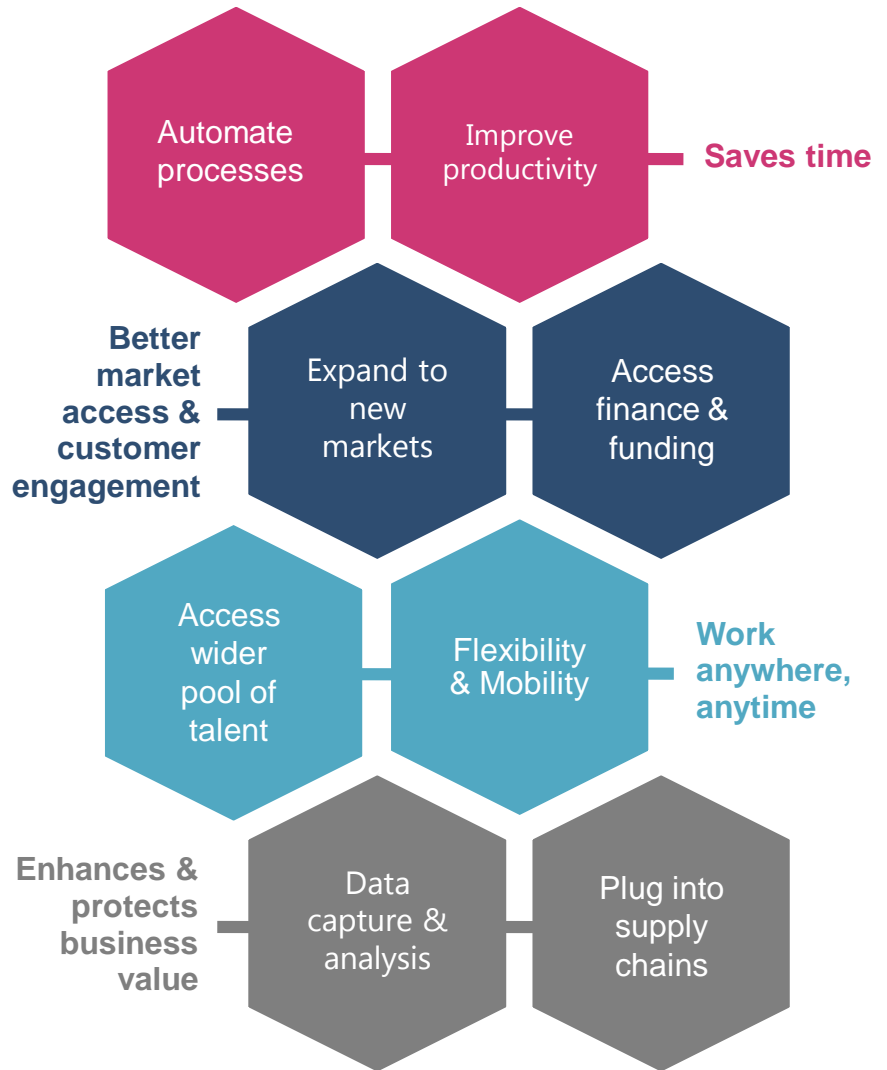 Automate
processes
Improve
productivity
Saves time
Better
market
access &
customer
engagement
Expand to
new
markets
Access
finance &
funding
Access
wider
pool of
talent
Flexibility
& Mobility
Work
anywhere,
anytime
Enhances &
protects
business
value
Data
capture &
analysis
Plug into
supply
chains